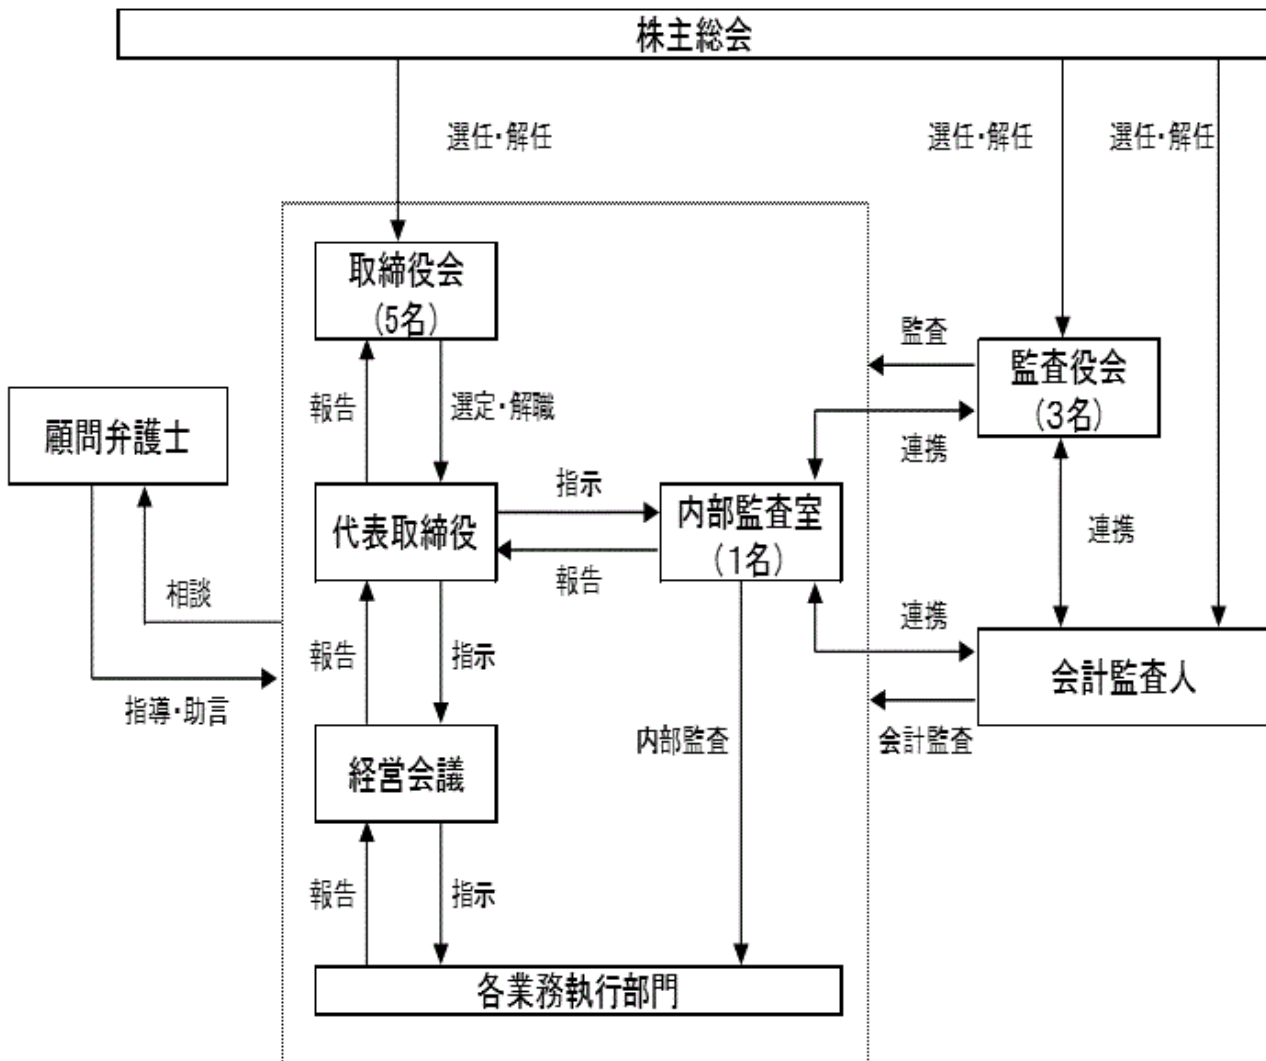 株主総会
選任・解任
選任・解任
選任・解任
取締役会
(5名)
監査
監査役会
(3名)
報告
選定・解職
連携
顧問弁護士
指示
内部監査室
(1名)
代表取締役
連携
報告
相談
連携
報告
指示
会計監査人
指導・助言
内部監査
会計監査
経営会議
報告
指示
各業務執行部門